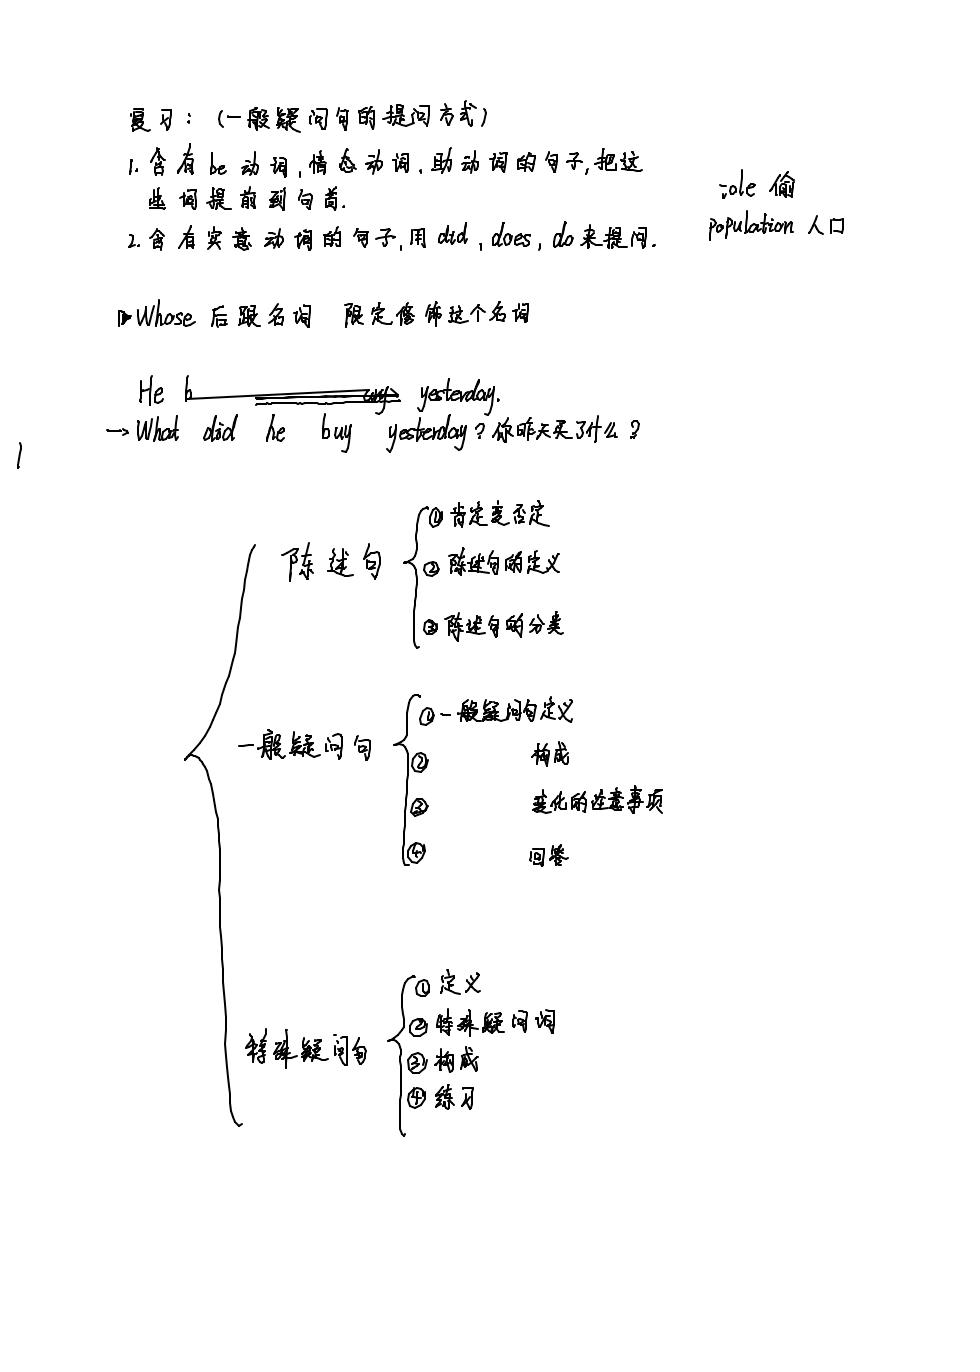 复习：（一般疑问句的提问方式）
1. 含有 be 动词,情态动词,助动词的句子,把这
些词提前到句首.
ole 偷
population 人口
2. 含有实意动词的句子,用 did, does, do 来提问.
Whose 后跟名词 限定修饰这个名词
He b yesterday.
→ What did he buy yesterday? 你昨天买了什么?
陈述句
① 肯定变否定
② 陈述句的定义
③ 陈述句的分类
一般疑问句
① 一般疑问句定义
② 构成
③ 变化的注意事项
④ 回答
特殊疑问句
① 定义
② 特殊疑问词
③ 构成
④ 练习